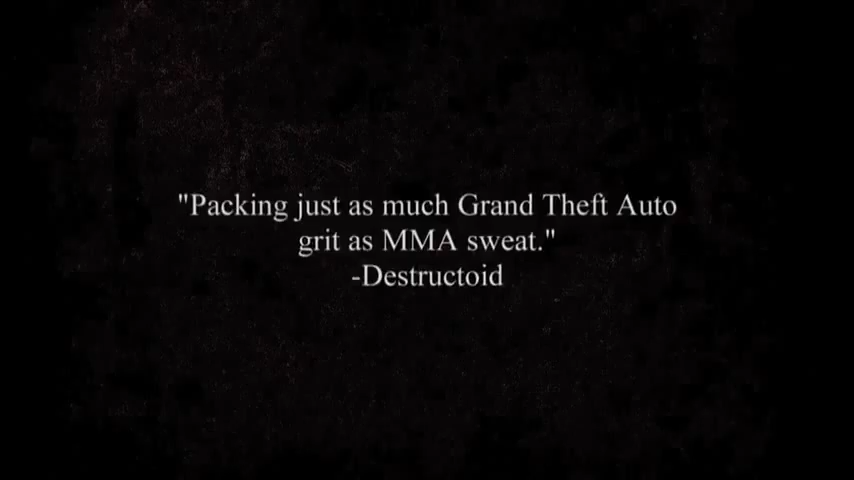 "Packing just as much Grand Theft Auto
grit as MMA sweat."
-Destructoid